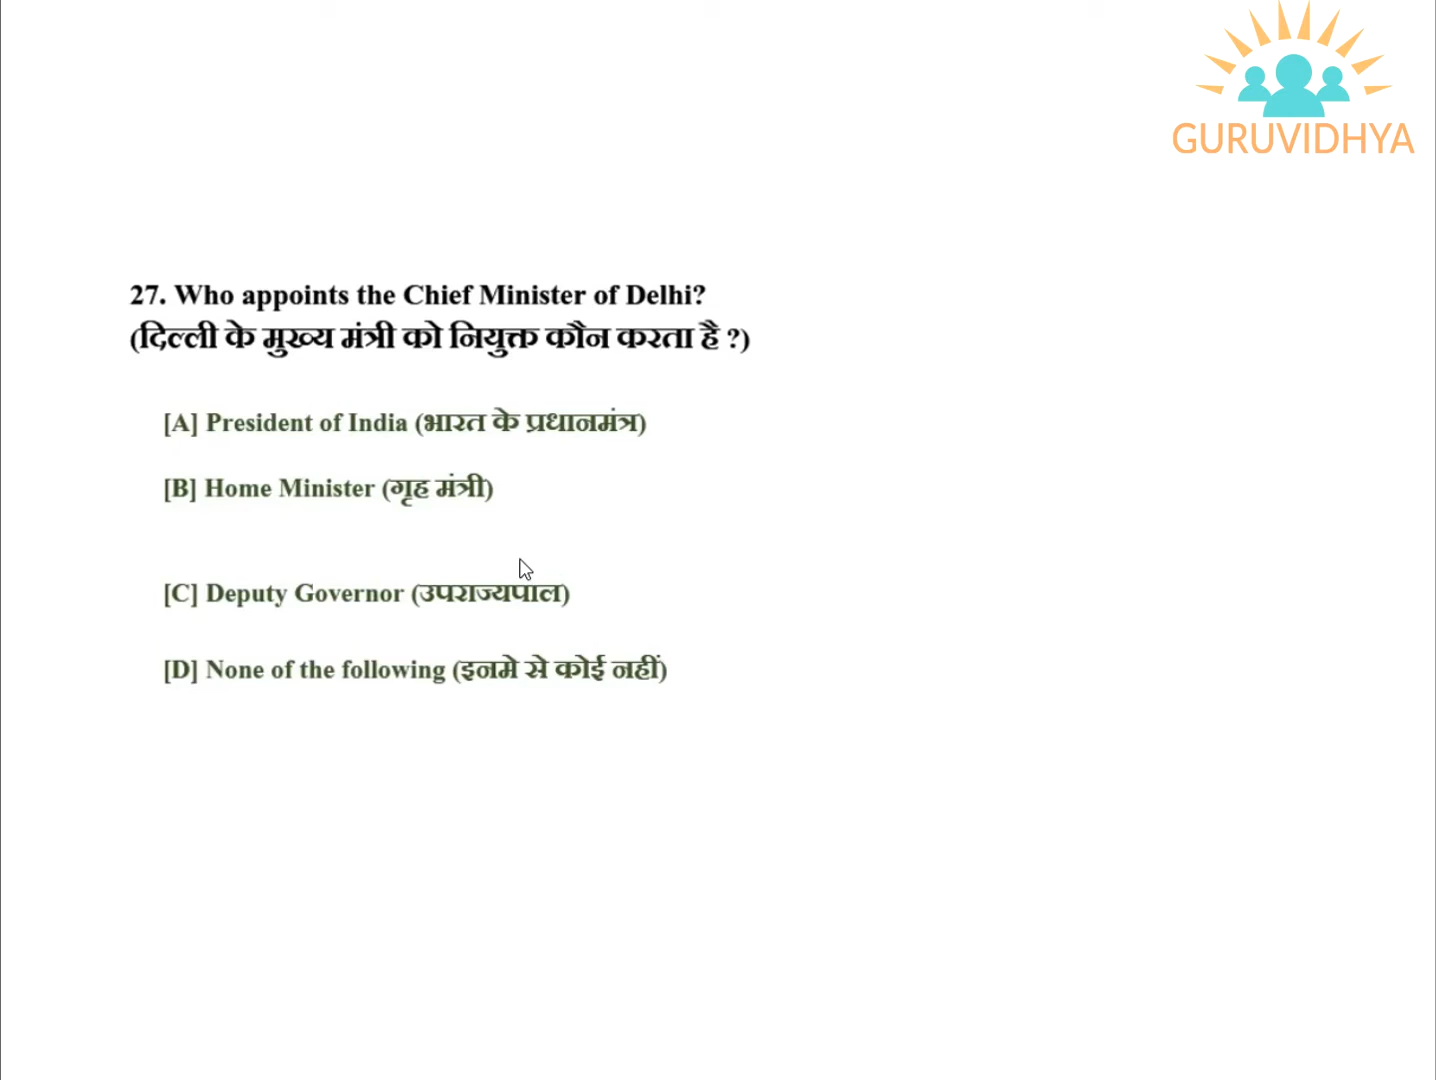 GURUVIDHYA
27. Who appoints the Chief Minister of Delhi?
(दिल्ली के मुख्य मंत्री को नियुक्त कौन करता है ?)
[A] President of India (भारत के प्रधानमंत्र)
[B] Home Minister (गृह मंत्री)
[C] Deputy Governor (उपराज्यपाल)
[D] None of the following (इनमे से कोई नहीं)